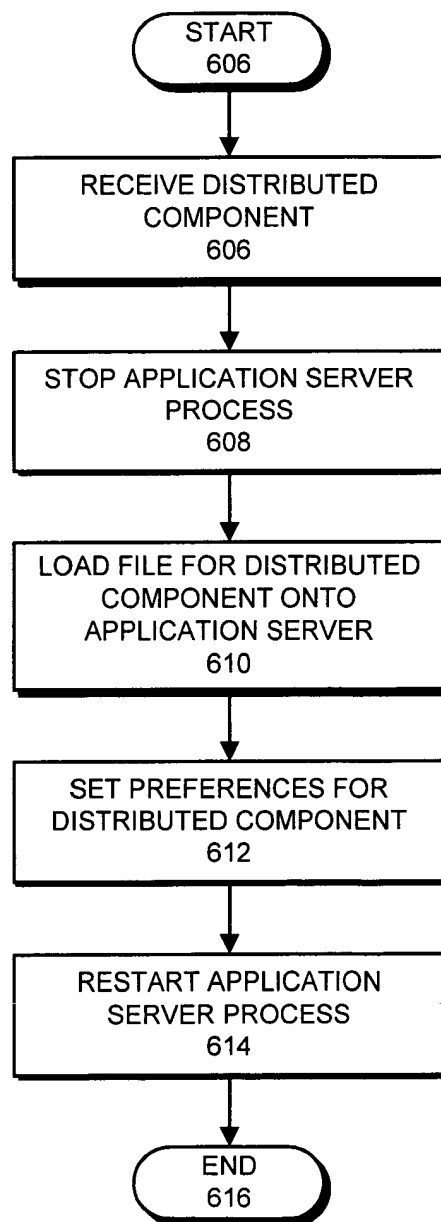 START
606
RECEIVE DISTRIBUTED
COMPONENT
606
STOP APPLICATION SERVER
PROCESS
608
LOAD FILE FOR DISTRIBUTED
COMPONENT ONTO
APPLICATION SERVER
610
SET PREFERENCES FOR
DISTRIBUTED COMPONENT
612
RESTART APPLICATION
SERVER PROCESS
614
END
616